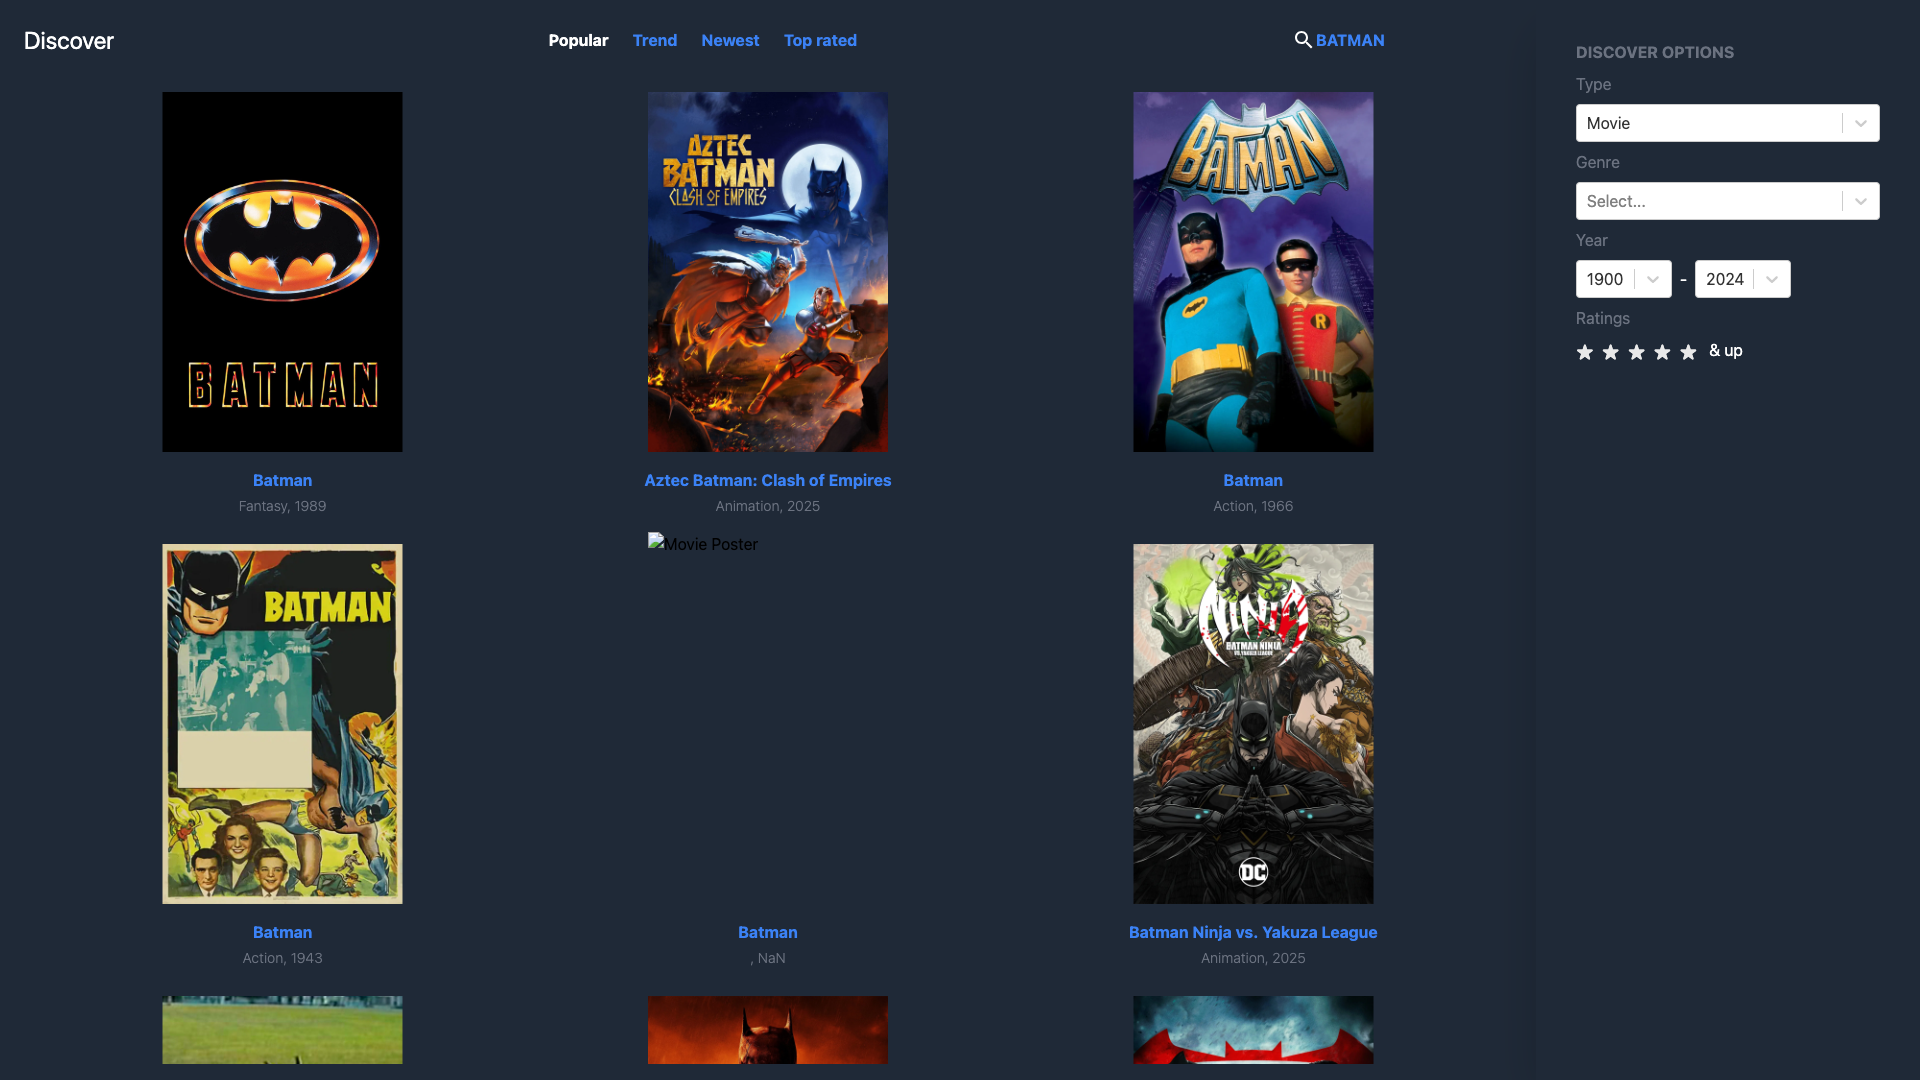 Discover
Popular
Trend
Newest
Top rated
BATMAN
DISCOVER OPTIONS
Type
Movie
Genre
Select...
Year
1900
-
2024
Ratings
& up
BATMAN
AZTEC
BATMAN
CLASH OF EMPIRES
BATMAN
R
Batman
Fantasy, 1989
Aztec Batman: Clash of Empires
Animation, 2025
Batman
Action, 1966
BATMAN
Movie Poster
NINJA
BATMAN NINJA
VS. YAKUZA LEAGUE
DC
Batman
Action, 1943
Batman
, NaN
Batman Ninja vs. Yakuza League
Animation, 2025